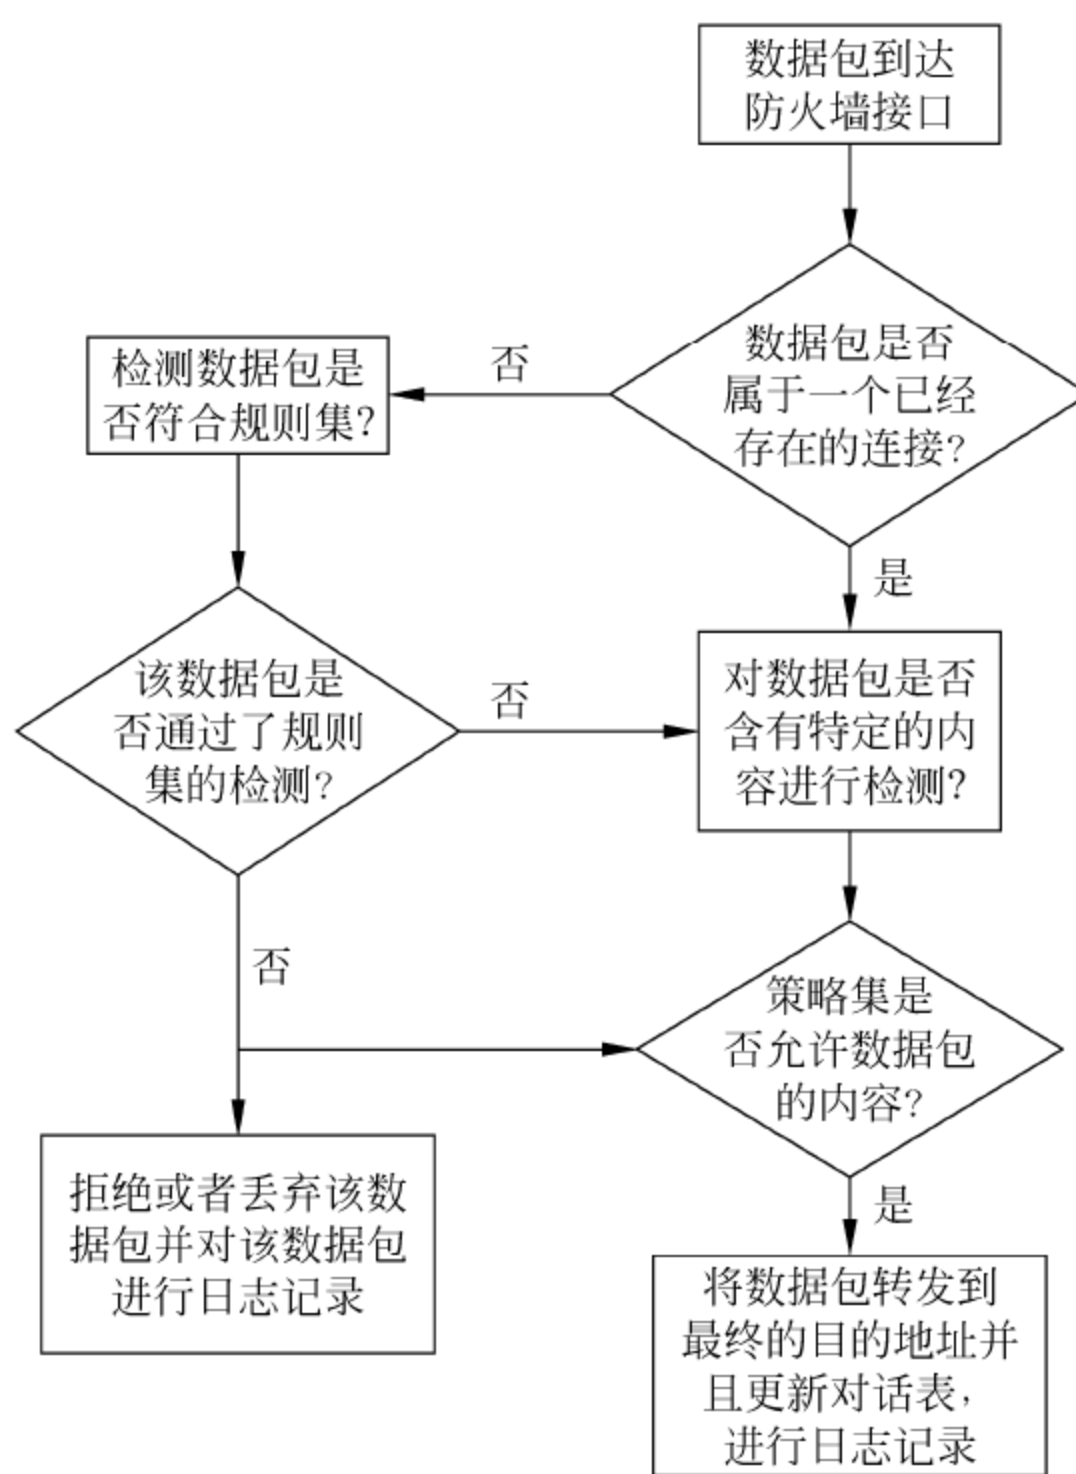 数据包到达
防火墙接口
数据包是否
属于一个已经
存在的连接?
否
检测数据包是
否符合规则集?
是
该数据包是
否通过了规则
集的检测?
否
对数据包是否
含有特定的内
容进行检测?
否
策略集是
否允许数据包
的内容?
是
拒绝或者丢弃该数
据包并对该数据包
进行日志记录
将数据包转发到
最终的目的地址并
且更新对话表,
进行日志记录